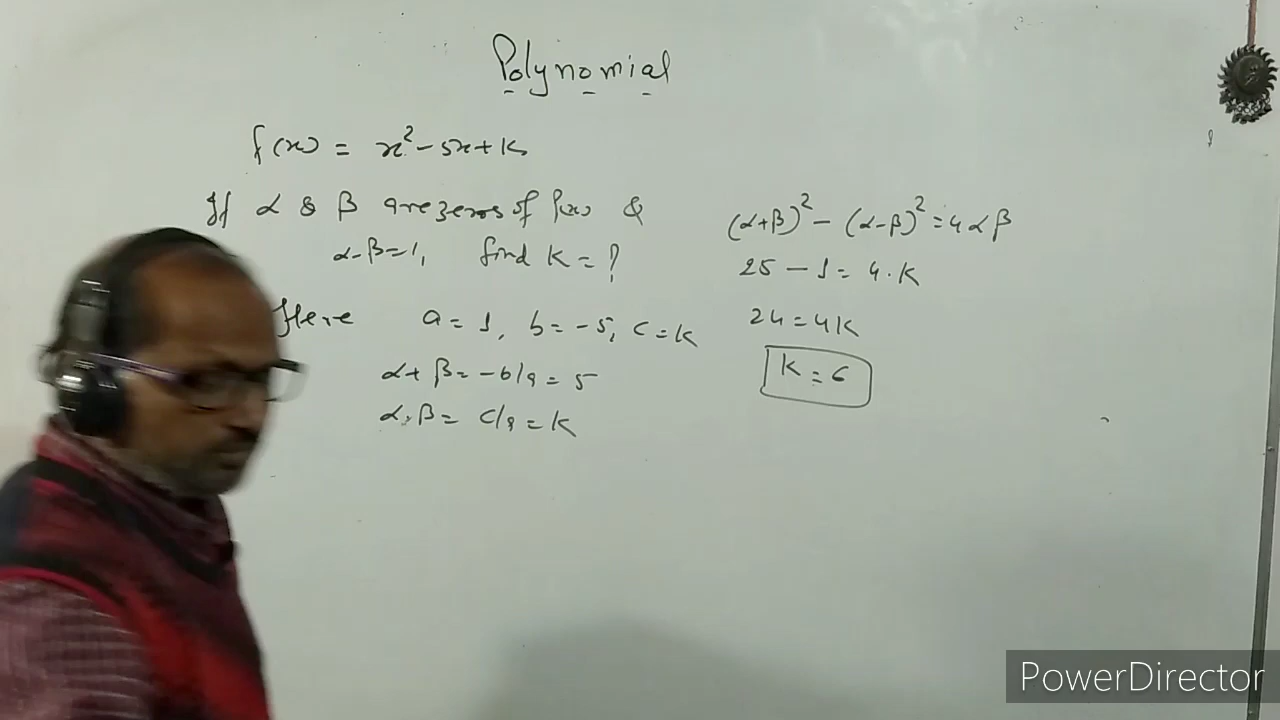 Polynomial
f(x) = x² - 5x + k
If α & β are zeros of f(x) &
α-β=1, find k = ?
Here a = 1, b = -5, c = k
α+β = -b/a = 5
α.β = c/a = k
(α+β)² - (α-β)² = 4αβ
25 - 1 = 4.k
24 = 4k
k = 6
PowerDirector